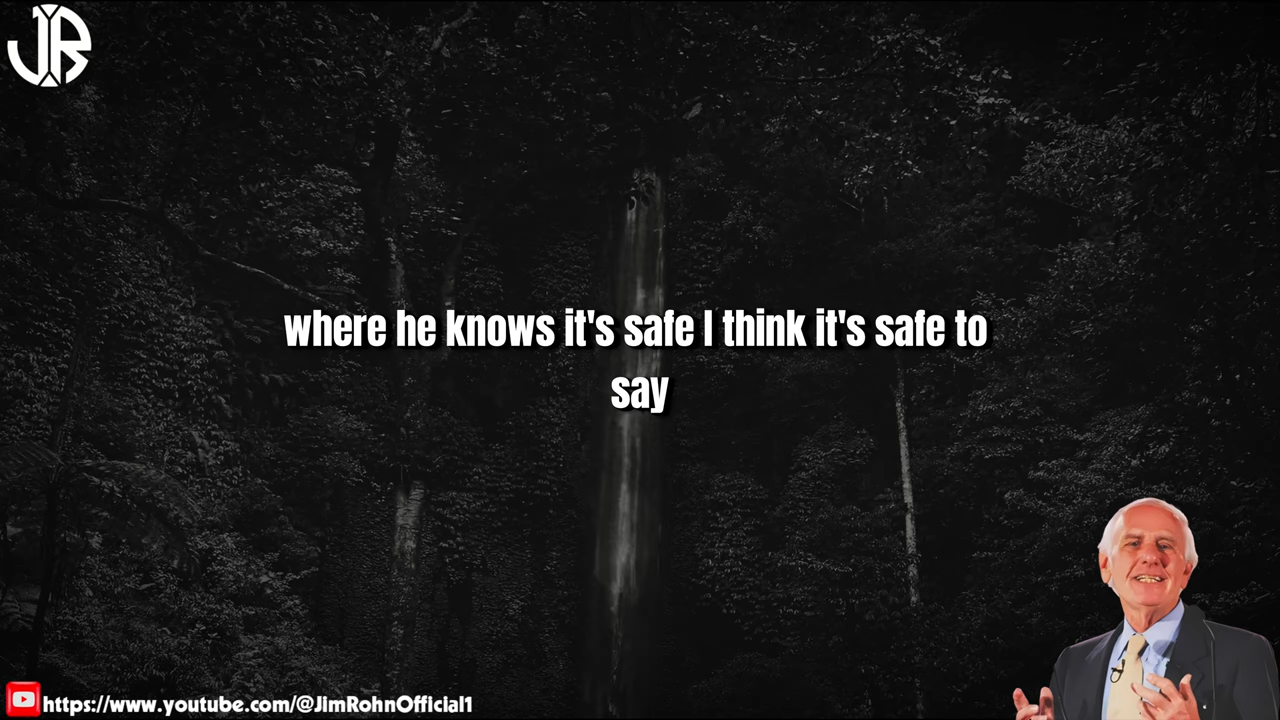 JR
where he knows it's safe I think it's safe to
say
https://www.youtube.com/@JimRohnOfficial1